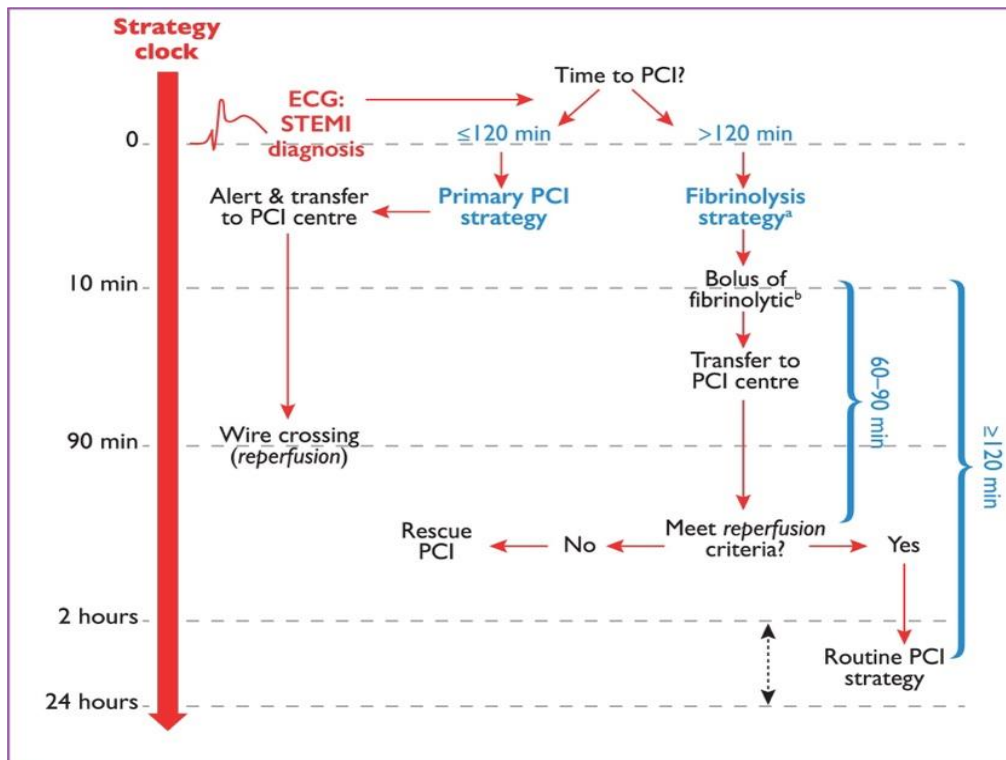 Strategy
clock
Time to PCI?
ECG:
STEMI
diagnosis
≤120 min
>120 min
0
Alert & transfer
to PCI centre
Primary PCI
strategy
Fibrinolysis
strategyᵃ
10 min
Bolus of
fibrinolyticᵇ
Transfer to
PCI centre
60–90 min
≥120 min
90 min
Wire crossing
(reperfusion)
Rescue
PCI
No
Meet reperfusion
criteria?
Yes
2 hours
Routine PCI
strategy
24 hours